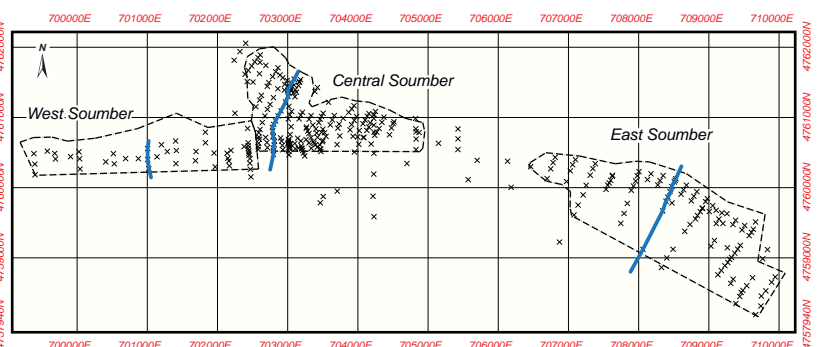 700000E 701000E 702000E 703000E 704000E 705000E 706000E 707000E 708000E 709000E 710000E
4762000N 4762000N
N
Central Soumber
West Soumber
4761000N 4761000N
East Soumber
4760000N 4760000N
4759000N 4759000N
4757940N 4757940N
700000E 701000E 702000E 703000E 704000E 705000E 706000E 707000E 708000E 709000E 710000E